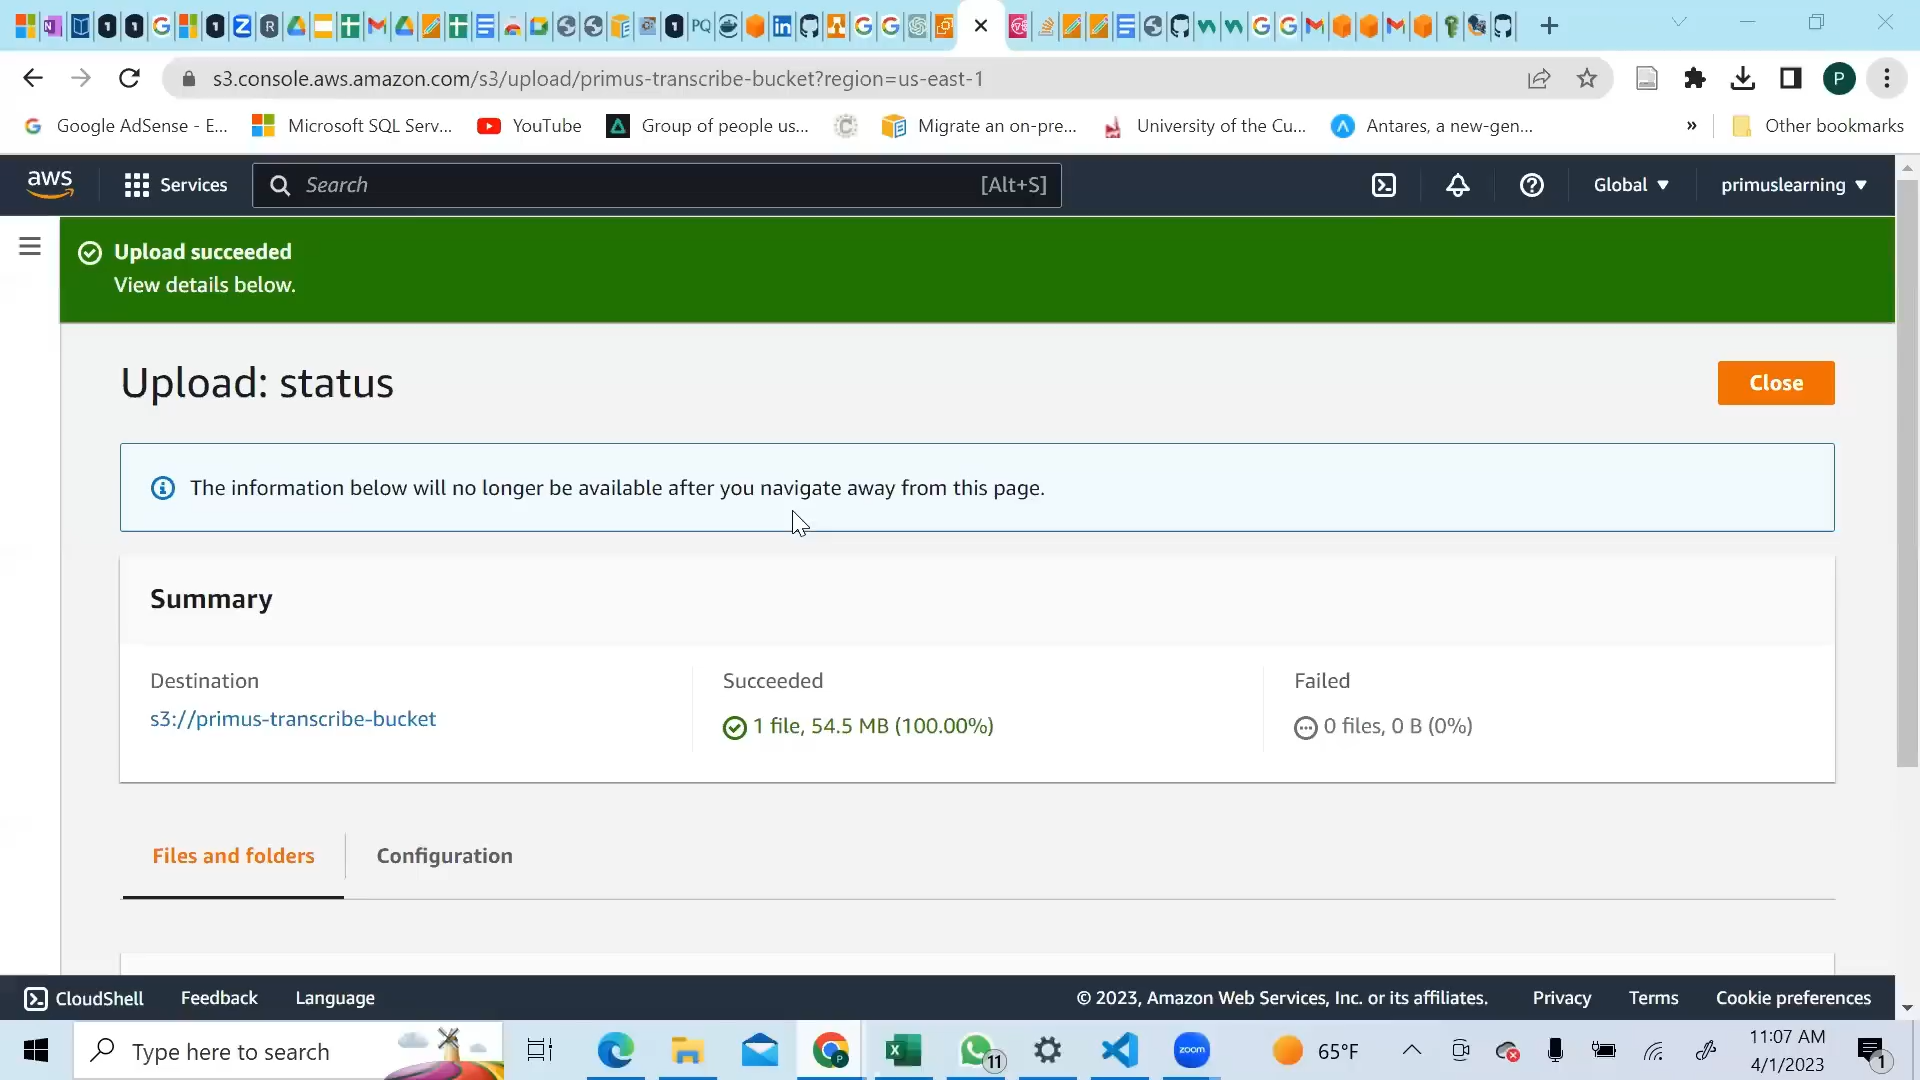 s3.console.aws.amazon.com/s3/upload/primus-transcribe-bucket?region=us-east-1
P
Google AdSense - E... Microsoft SQL Serv... YouTube Group of people us... Migrate an on-pre... University of the Cu... Antares, a new-gen... » Other bookmarks
aws Services Search [Alt+S] Global primuslearning
Upload succeeded
View details below.
Upload: status
Close
The information below will no longer be available after you navigate away from this page.
Summary
Destination Succeeded Failed
s3://primus-transcribe-bucket 1 file, 54.5 MB (100.00%) 0 files, 0 B (0%)
Files and folders Configuration
CloudShell Feedback Language © 2023, Amazon Web Services, Inc. or its affiliates. Privacy Terms Cookie preferences
Type here to search 11 zoom 65°F 11:07 AM
4/1/2023 1